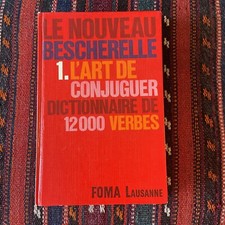 LE NOUVEAU
BESCHERELLE
1. L'ART DE
CONJUGUER
DICTIONNAIRE DE
12000 VERBES
FOMA LAUSANNE